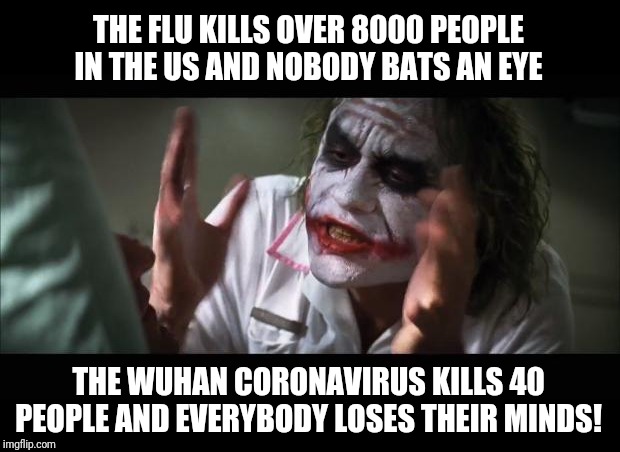 THE FLU KILLS OVER 8000 PEOPLE
IN THE US AND NOBODY BATS AN EYE
THE WUHAN CORONAVIRUS KILLS 40
PEOPLE AND EVERYBODY LOSES THEIR MINDS!
imgflip.com